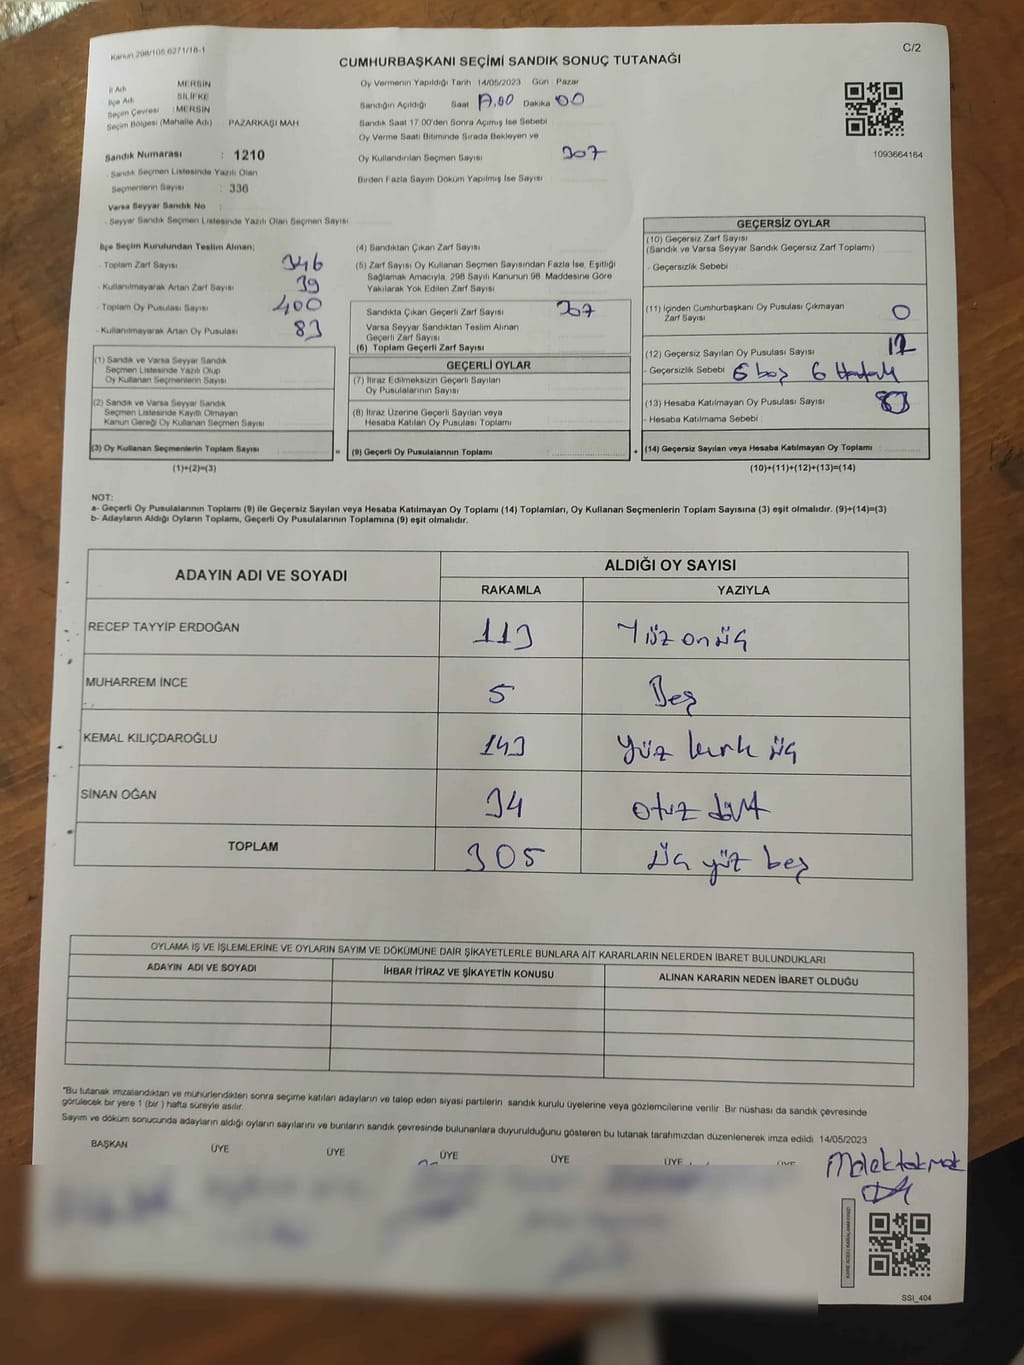 Kanun 298/105 6271/18-1
C/2
CUMHURBAŞKANI SEÇİMİ SANDIK SONUÇ TUTANAĞI
İl Adı MERSİN
İlçe Adı SİLİFKE
Seçim Çevresi : MERSİN
Seçim Bölgesi (Mahalle Adı) PAZARKAŞI MAH
Sandık Numarası : 1210
- Sandık Seçmen Listesinde Yazılı Olan
Seçmenlerin Sayısı : 336
Varsa Seyyar Sandık No :
- Seyyar Sandık Seçmen Listesinde Yazılı Olan Seçmen Sayısı
Oy Vermenin Yapıldığı Tarih 14/05/2023 Gün Pazar
Sandığın Açıldığı Saat 17.00 Dakika 00
Sandık Saat 17:00'den Sonra Açılmış İse Sebebi
Oy Verme Saati Bitiminde Sırada Bekleyen ve
Oy Kullandırılan Seçmen Sayısı 307
Birden Fazla Sayım Döküm Yapılmış İse Sayısı
1093664164
İlçe Seçim Kurulundan Teslim Alınan;
- Toplam Zarf Sayısı 346
- Kullanılmayarak Artan Zarf Sayısı 39
- Toplam Oy Pusulası Sayısı 400
- Kullanılmayarak Artan Oy Pusulası 83
(1) Sandık ve Varsa Seyyar Sandık
Seçmen Listesinde Yazılı Olup
Oy Kullanan Seçmenlerin Sayısı
(2) Sandık ve Varsa Seyyar Sandık
Seçmen Listesinde Kayıtlı Olmayan
Kanun Gereği Oy Kullanan Seçmen Sayısı
(3) Oy Kullanan Seçmenlerin Toplam Sayısı
(1)+(2)=(3)
(4) Sandıktan Çıkan Zarf Sayısı
(5) Zarf Sayısı Oy Kullanan Seçmen Sayısından Fazla İse, Eşitliği
Sağlamak Amacıyla, 298 Sayılı Kanunun 98. Maddesine Göre
Yakılarak Yok Edilen Zarf Sayısı
Sandıkta Çıkan Geçerli Zarf Sayısı 307
Varsa Seyyar Sandıktan Teslim Alınan
Geçerli Zarf Sayısı
(6) Toplam Geçerli Zarf Sayısı
GEÇERLİ OYLAR
(7) İtiraz Edilmeksizin Geçerli Sayılan
Oy Pusulalarının Sayısı
(8) İtiraz Üzerine Geçerli Sayılan veya
Hesaba Katılan Oy Pusulası Toplamı
= (9) Geçerli Oy Pusulalarının Toplamı +
GEÇERSİZ OYLAR
(10) Geçersiz Zarf Sayısı
(Sandık ve Varsa Seyyar Sandık Geçersiz Zarf Toplamı)
- Geçersizlik Sebebi :
(11) İçinden Cumhurbaşkanı Oy Pusulası Çıkmayan
Zarf Sayısı 0
(12) Geçersiz Sayılan Oy Pusulası Sayısı 12
- Geçersizlik Sebebi 6 boş 6 Hatalı
(13) Hesaba Katılmayan Oy Pusulası Sayısı
- Hesaba Katılmama Sebebi :
(14) Geçersiz Sayılan veya Hesaba Katılmayan Oy Toplamı
(10)+(11)+(12)+(13)=(14)
NOT:
a- Geçerli Oy Pusulalarının Toplamı (9) ile Geçersiz Sayılan veya Hesaba Katılmayan Oy Toplamı (14) Toplamları, Oy Kullanan Seçmenlerin Toplam Sayısına (3) eşit olmalıdır. (9)+(14)=(3)
b- Adayların Aldığı Oyların Toplamı, Geçerli Oy Pusulalarının Toplamına (9) eşit olmalıdır.
ADAYIN ADI VE SOYADI ALDIĞI OY SAYISI
RAKAMLA YAZIYLA
RECEP TAYYİP ERDOĞAN 113 Yüz onüç
MUHARREM İNCE 5 Beş
KEMAL KILIÇDAROĞLU 143 Yüz kırk üç
SİNAN OĞAN 34 otuz dört
TOPLAM 305 üç yüz beş
OYLAMA İŞ VE İŞLEMLERİNE VE OYLARIN SAYIM VE DÖKÜMÜNE DAİR ŞİKAYETLERLE BUNLARA AİT KARARLARIN NELERDEN İBARET BULUNDUKLARI
ADAYIN ADI VE SOYADI İHBAR İTİRAZ VE ŞİKAYETİN KONUSU ALINAN KARARIN NEDEN İBARET OLDUĞU
*Bu tutanak imzalandıktan ve mühürlendikten sonra seçime katılan adayların ve talep eden siyasi partilerin sandık kurulu üyelerine veya gözlemcilerine verilir. Bir nüshası da sandık çevresinde
görülecek bir yere 1 (bir ) hafta süreyle asılır.
Sayım ve döküm sonucunda adayların aldığı oyların sayılarını ve bunların sandık çevresinde bulunanlara duyurulduğunu gösteren bu tutanak tarafımızdan düzenlenerek imza edildi. 14/05/2023
BAŞKAN ÜYE ÜYE ÜYE ÜYE ÜYE ÜYE
SSI_404